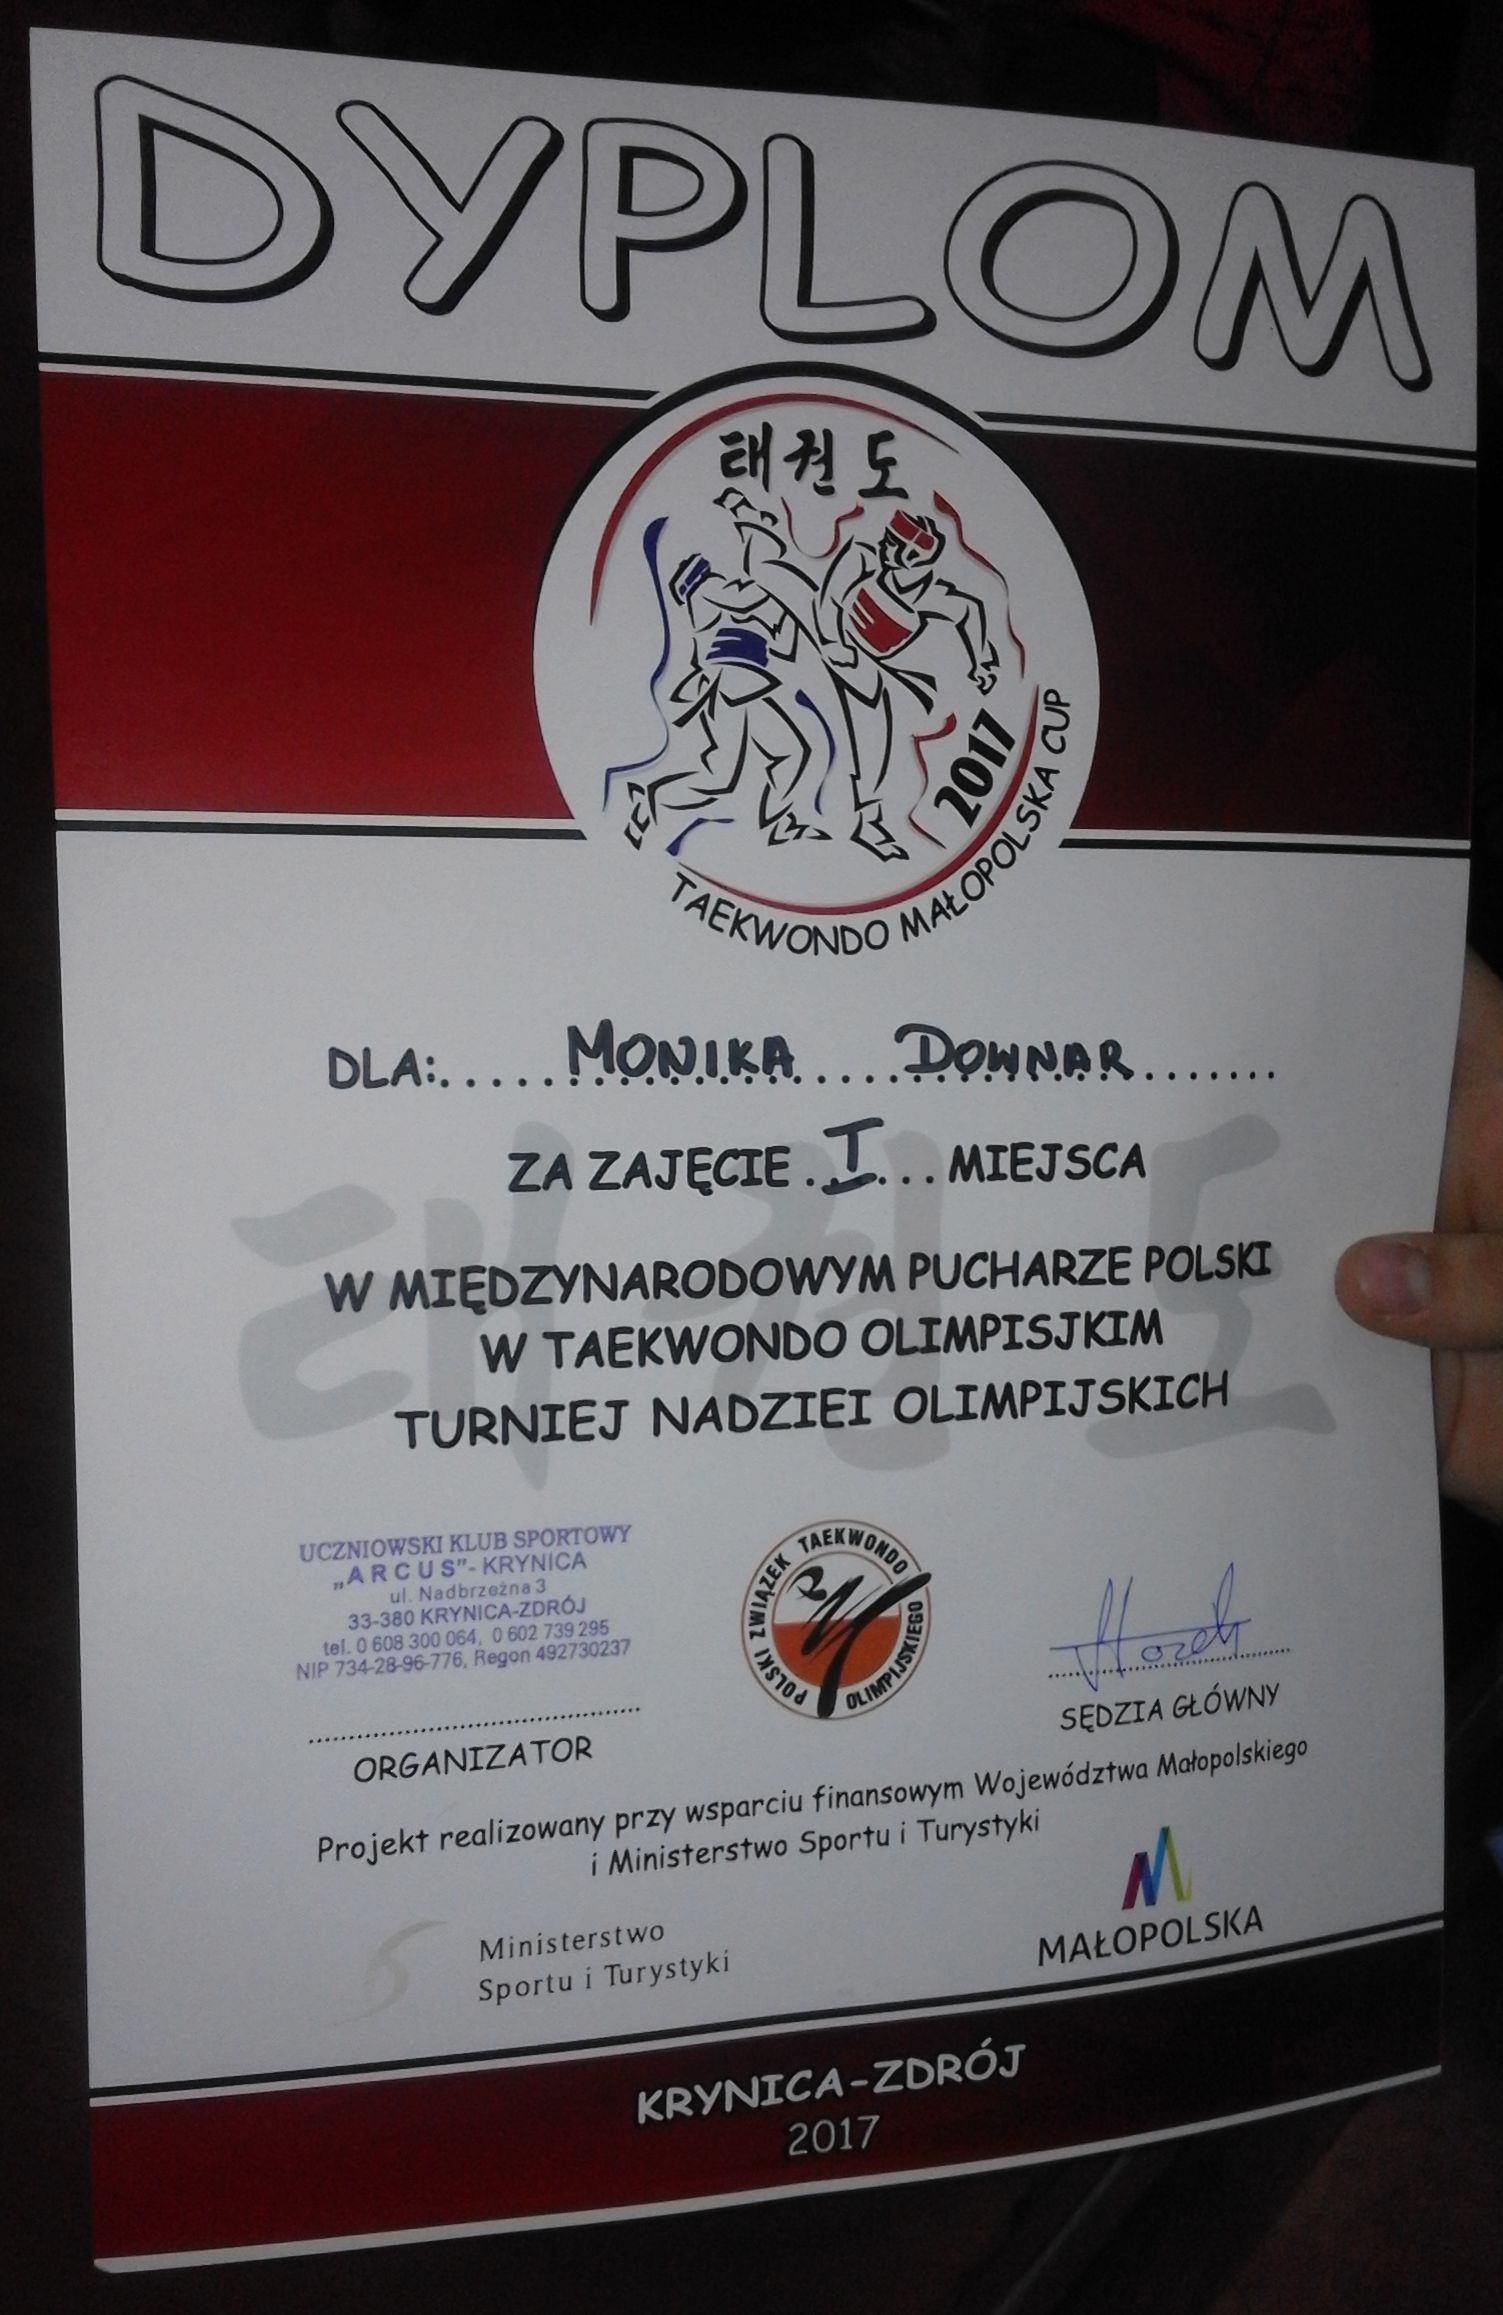 DYPLOM
태권도
2017
TAEKWONDO MAŁOPOLSKA CUP
DLA:.....MONIKA.....DOWNAR.......
ZA ZAJĘCIE .I... MIEJSCA
태권도
W MIĘDZYNARODOWYM PUCHARZE POLSKI
W TAEKWONDO OLIMPISJKIM
TURNIEJ NADZIEI OLIMPIJSKICH
UCZNIOWSKI KLUB SPORTOWY
„ARCUS”- KRYNICA
ul. Nadbrzeżna 3
33-380 KRYNICA-ZDRÓJ
tel. 0 608 300 064, 0 602 739 295
NIP 734-28-96-776, Regon 492730237
ORGANIZATOR
POLSKI ZWIĄZEK TAEKWONDO OLIMPIJSKIEGO
SĘDZIA GŁÓWNY
Projekt realizowany przy wsparciu finansowym Województwa Małopolskiego
i Ministerstwo Sportu i Turystyki
Ministerstwo
Sportu i Turystyki
MAŁOPOLSKA
KRYNICA-ZDRÓJ
2017